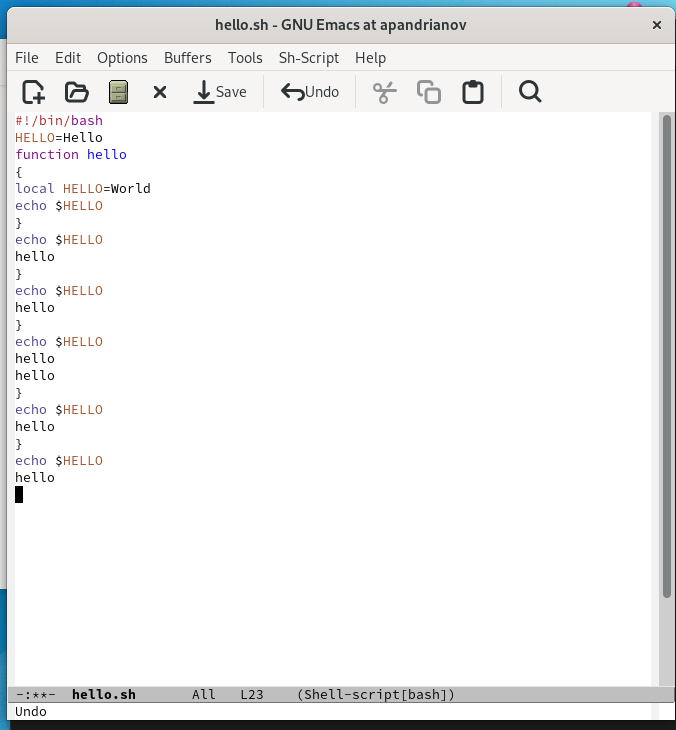 hello.sh - GNU Emacs at apandrianov
File Edit Options Buffers Tools Sh-Script Help
Save Undo
#!/bin/bash
HELLO=Hello
function hello
{
local HELLO=World
echo $HELLO
}
echo $HELLO
hello
}
echo $HELLO
hello
}
echo $HELLO
hello
hello
}
echo $HELLO
hello
}
echo $HELLO
hello
-:**- hello.sh All L23 (Shell-script[bash])
Undo